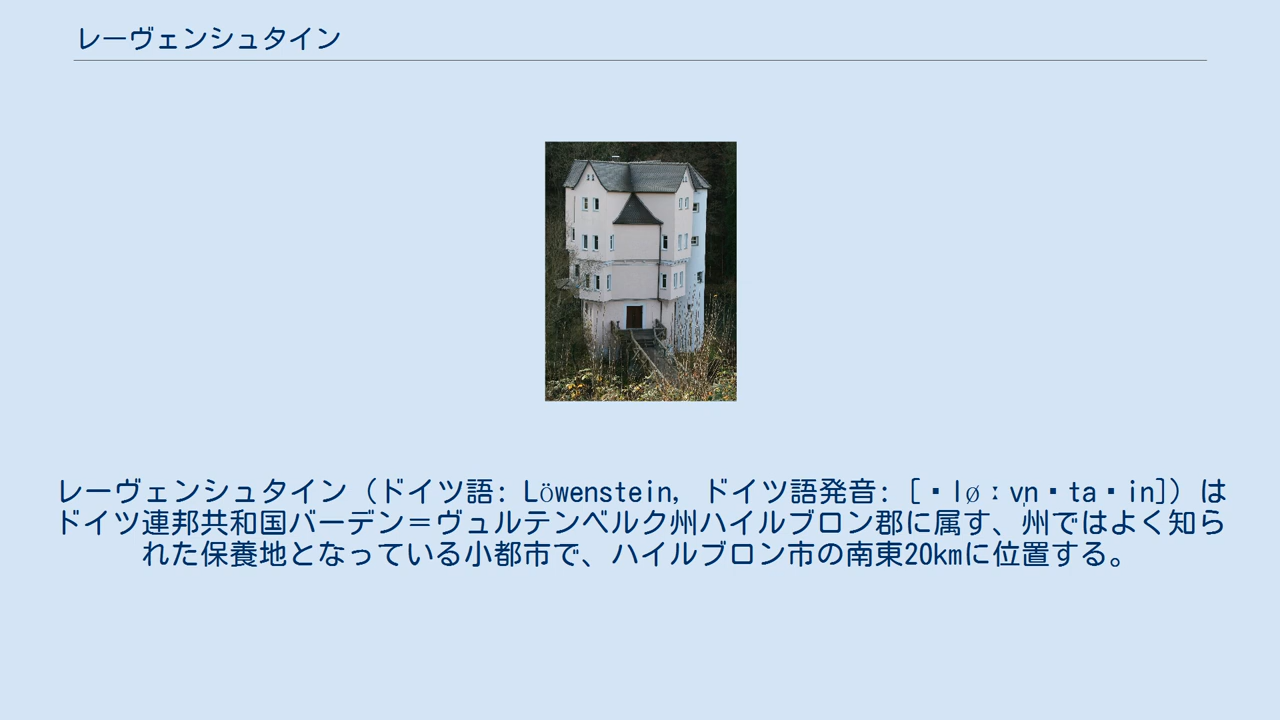 レーヴェンシュタイン
レーヴェンシュタイン（ドイツ語: Löwenstein, ドイツ語発音: [▪løːvn̩▪ta▪in]）は
ドイツ連邦共和国バーデン＝ヴュルテンベルク州ハイルブロン郡に属す、州ではよく知ら
れた保養地となっている小都市で、ハイルブロン市の南東20kmに位置する。